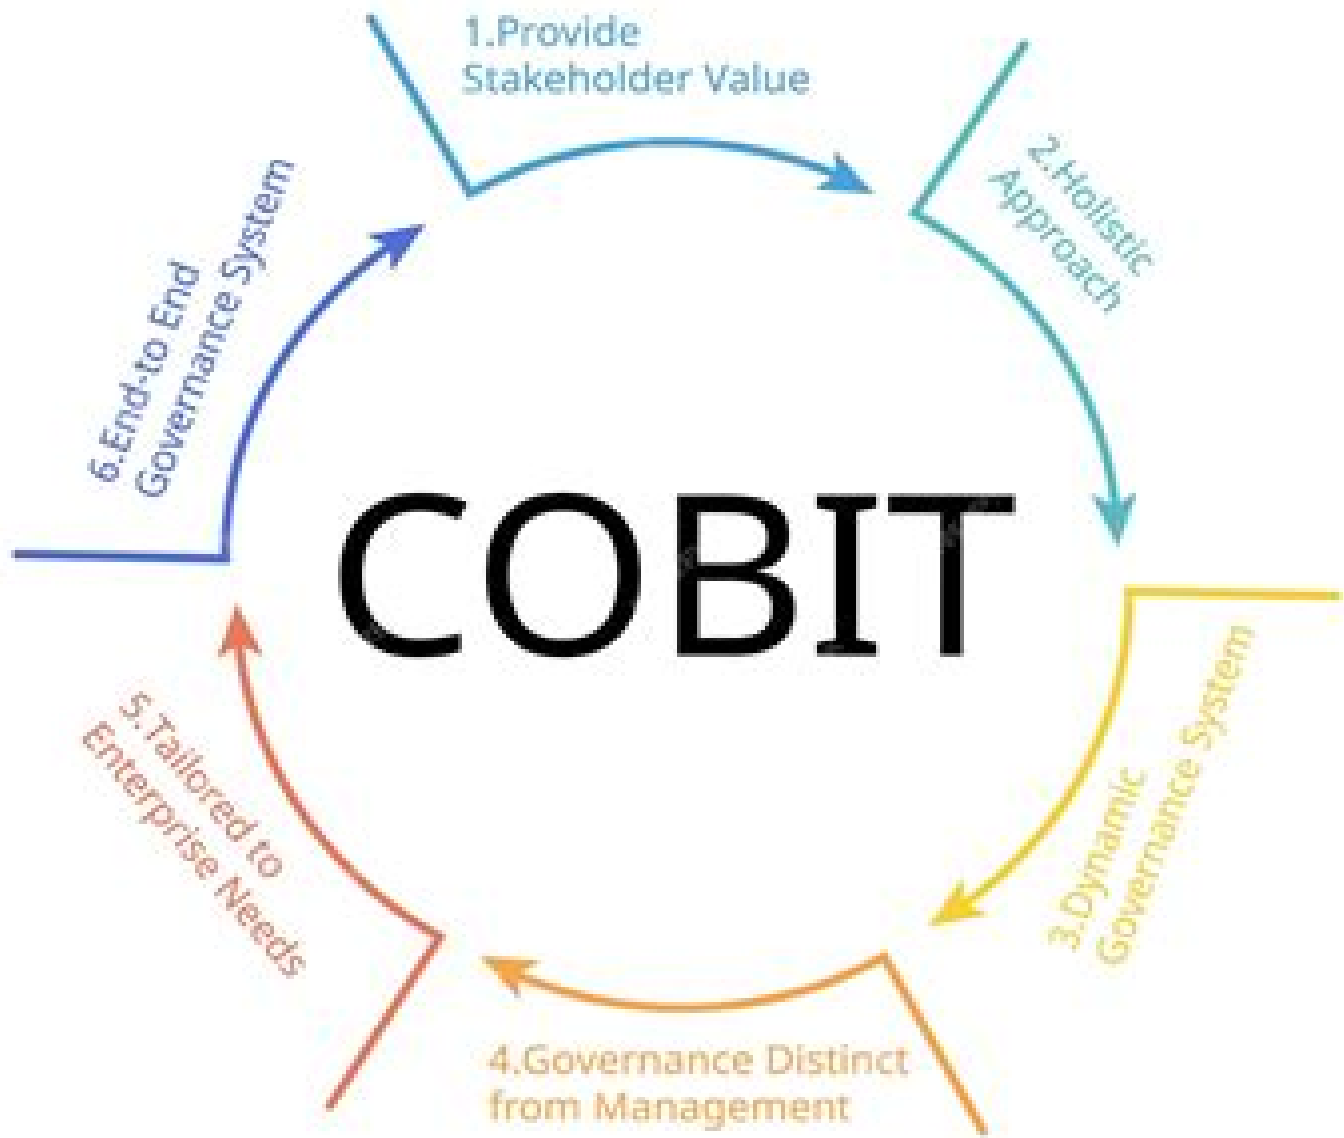 1.Provide
Stakeholder Value
2.Holistic
Approach
3.Dynamic
Governance System
4.Governance Distinct
from Management
5.Tailored to
Enterprise Needs
6.End-to End
Governance System
COBIT